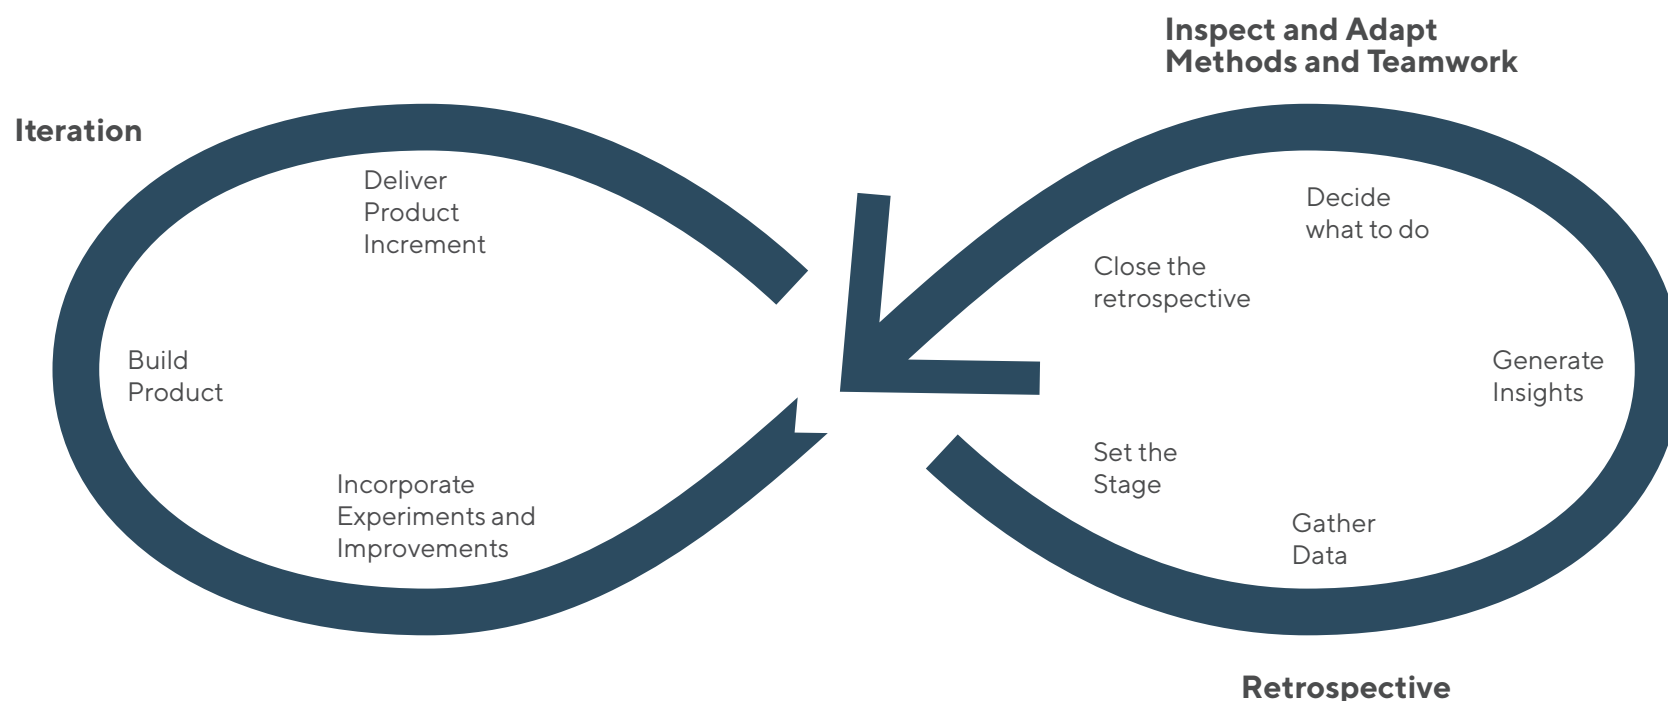 Inspect and Adapt
Methods and Teamwork
Iteration
Deliver
Product
Increment
Decide
what to do
Close the
retrospective
Build
Product
Generate
Insights
Set the
Stage
Incorporate
Experiments and
Improvements
Gather
Data
Retrospective